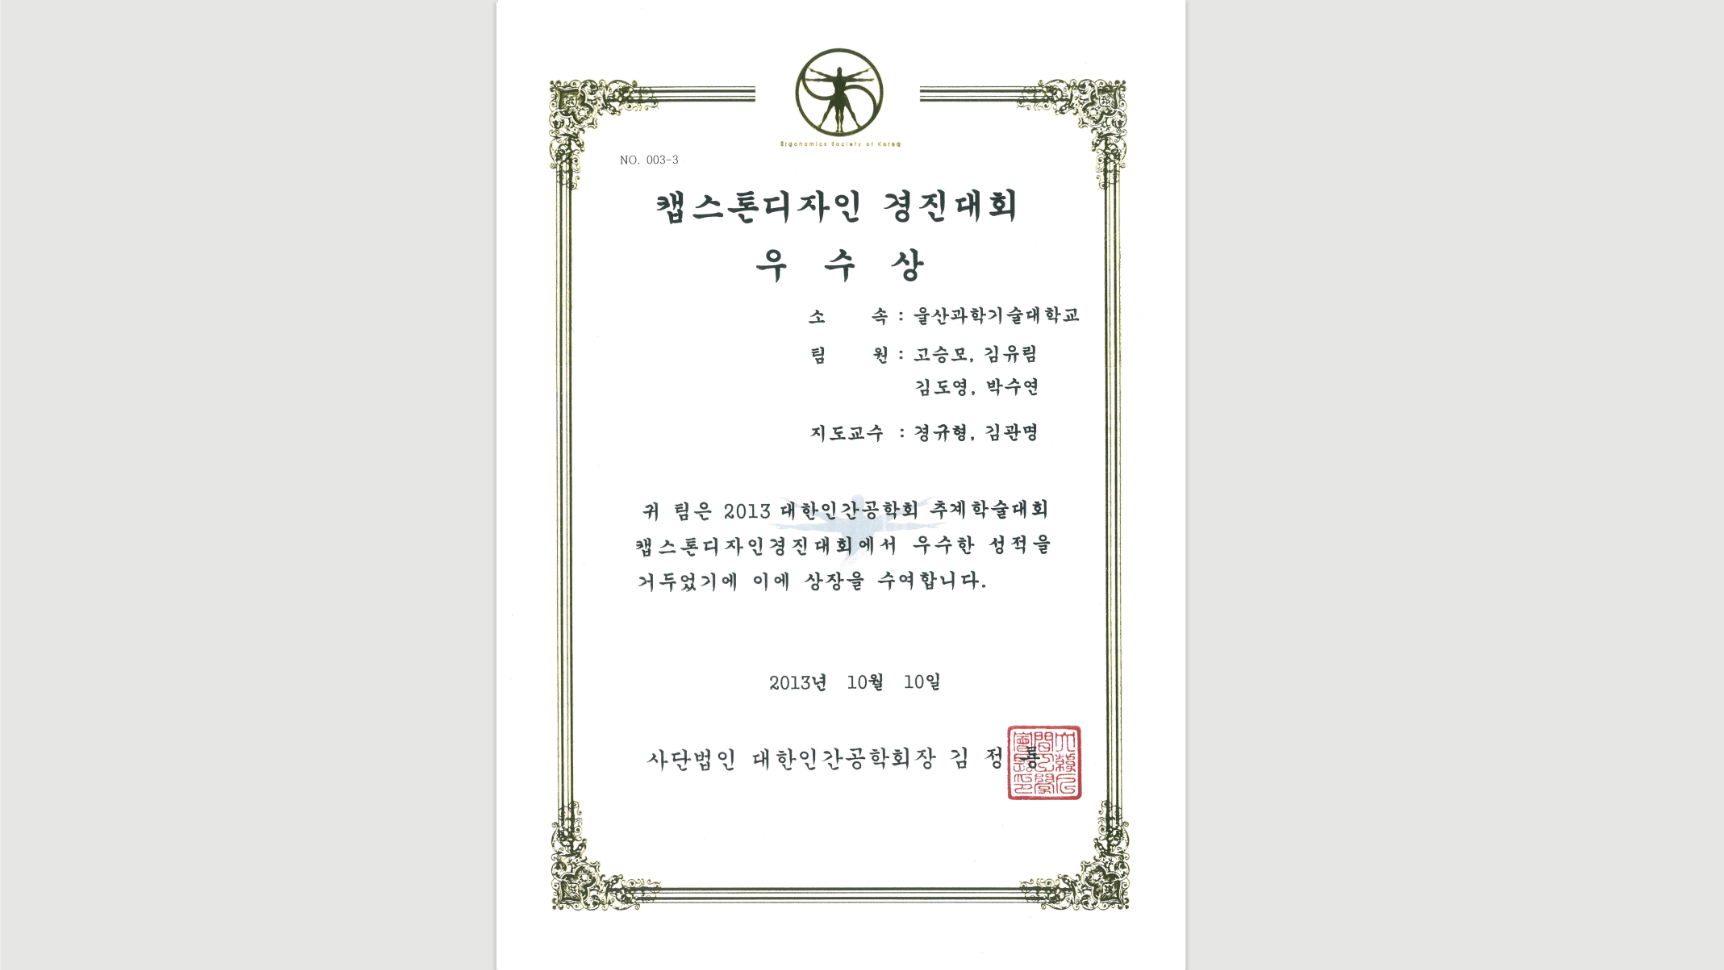 Ergonomics Society of Korea
NO. 003-3
캡스톤디자인 경진대회
우 수 상
소 속 : 울산과학기술대학교
팀 원 : 고승모, 김유림
김도영, 박수연
지도교수 : 경규형, 김관명
귀 팀은 2013 대한인간공학회 추계학술대회
캡스톤디자인경진대회에서 우수한 성적을
거두었기에 이에 상장을 수여합니다.
2013년 10월 10일
사단법인 대한인간공학회장 김 정 룡